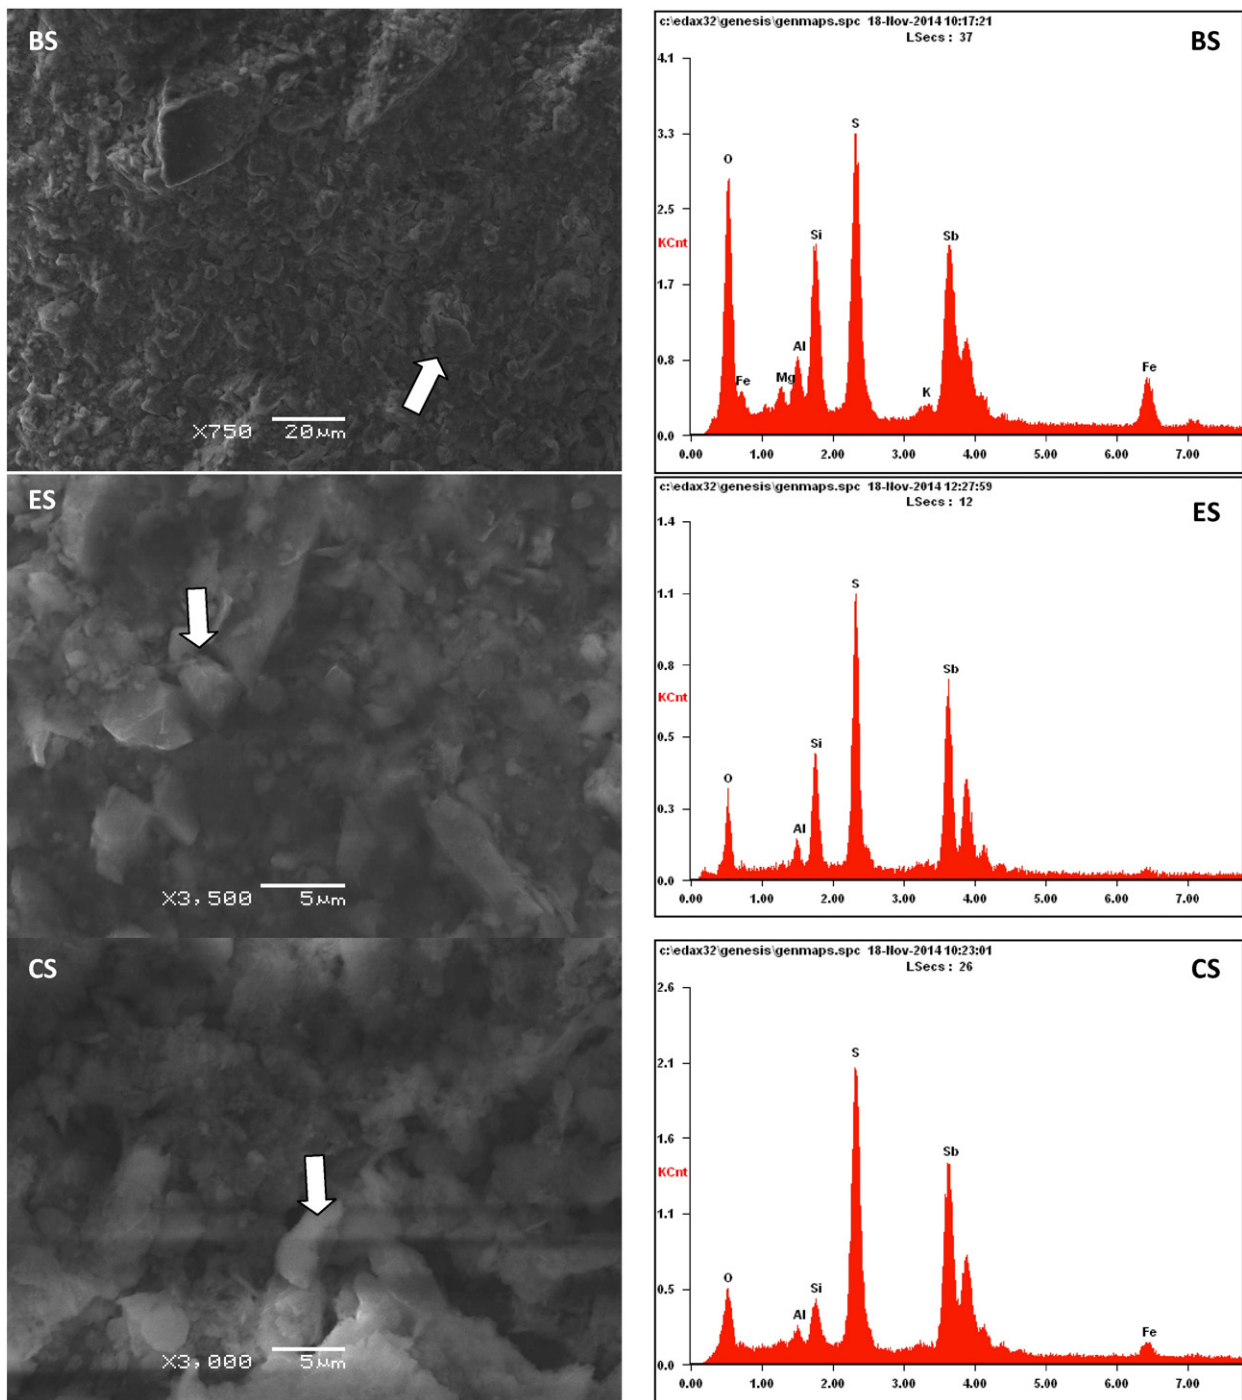 BS
X750 20μm
c:\edax32\genesis\genmaps.spc 18-Nov-2014 10:17:21
LSecs : 37
BS
4.1
3.3
2.5
KCnt
1.7
0.8
0.0
O
Fe
Mg
Al
Si
S
K
Sb
Fe
0.00 1.00 2.00 3.00 4.00 5.00 6.00 7.00
ES
X3,500 5μm
c:\edax32\genesis\genmaps.spc 18-Nov-2014 12:27:59
LSecs : 12
ES
1.4
1.1
0.8
KCnt
0.5
0.3
0.0
O
Al
Si
S
Sb
0.00 1.00 2.00 3.00 4.00 5.00 6.00 7.00
CS
X3,000 5μm
c:\edax32\genesis\genmaps.spc 18-Nov-2014 10:23:01
LSecs : 26
CS
2.6
2.1
1.6
KCnt
1.1
0.5
0.0
O
Al
Si
S
Sb
Fe
0.00 1.00 2.00 3.00 4.00 5.00 6.00 7.00